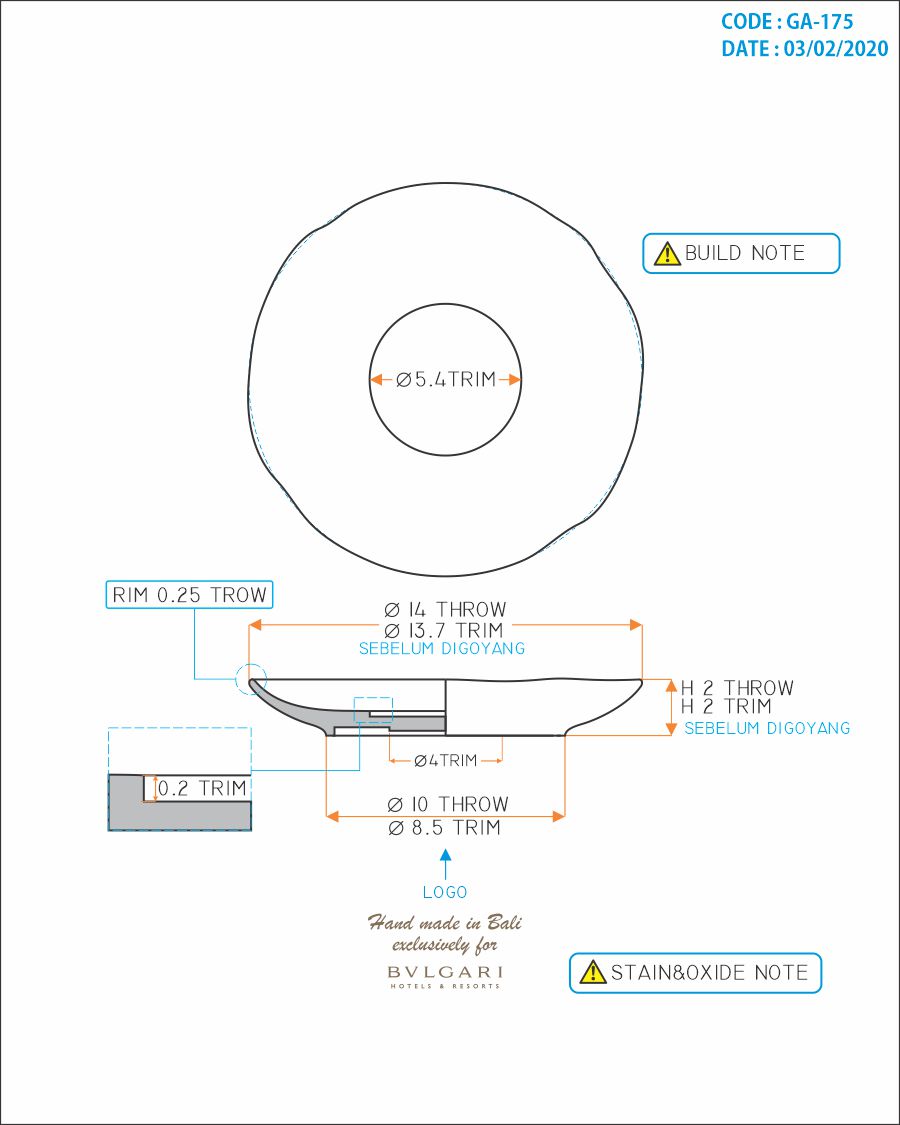 CODE : GA-175
DATE : 03/02/2020
BUILD NOTE
Ø5.4TRIM
RIM 0.25 TROW
Ø 14 THROW
Ø 13.7 TRIM
SEBELUM DIGOYANG
H 2 THROW
H 2 TRIM
SEBELUM DIGOYANG
Ø4TRIM
0.2 TRIM
Ø 10 THROW
Ø 8.5 TRIM
LOGO
Hand made in Bali
exclusively for
BVLGARI
HOTELS & RESORTS
STAIN&OXIDE NOTE